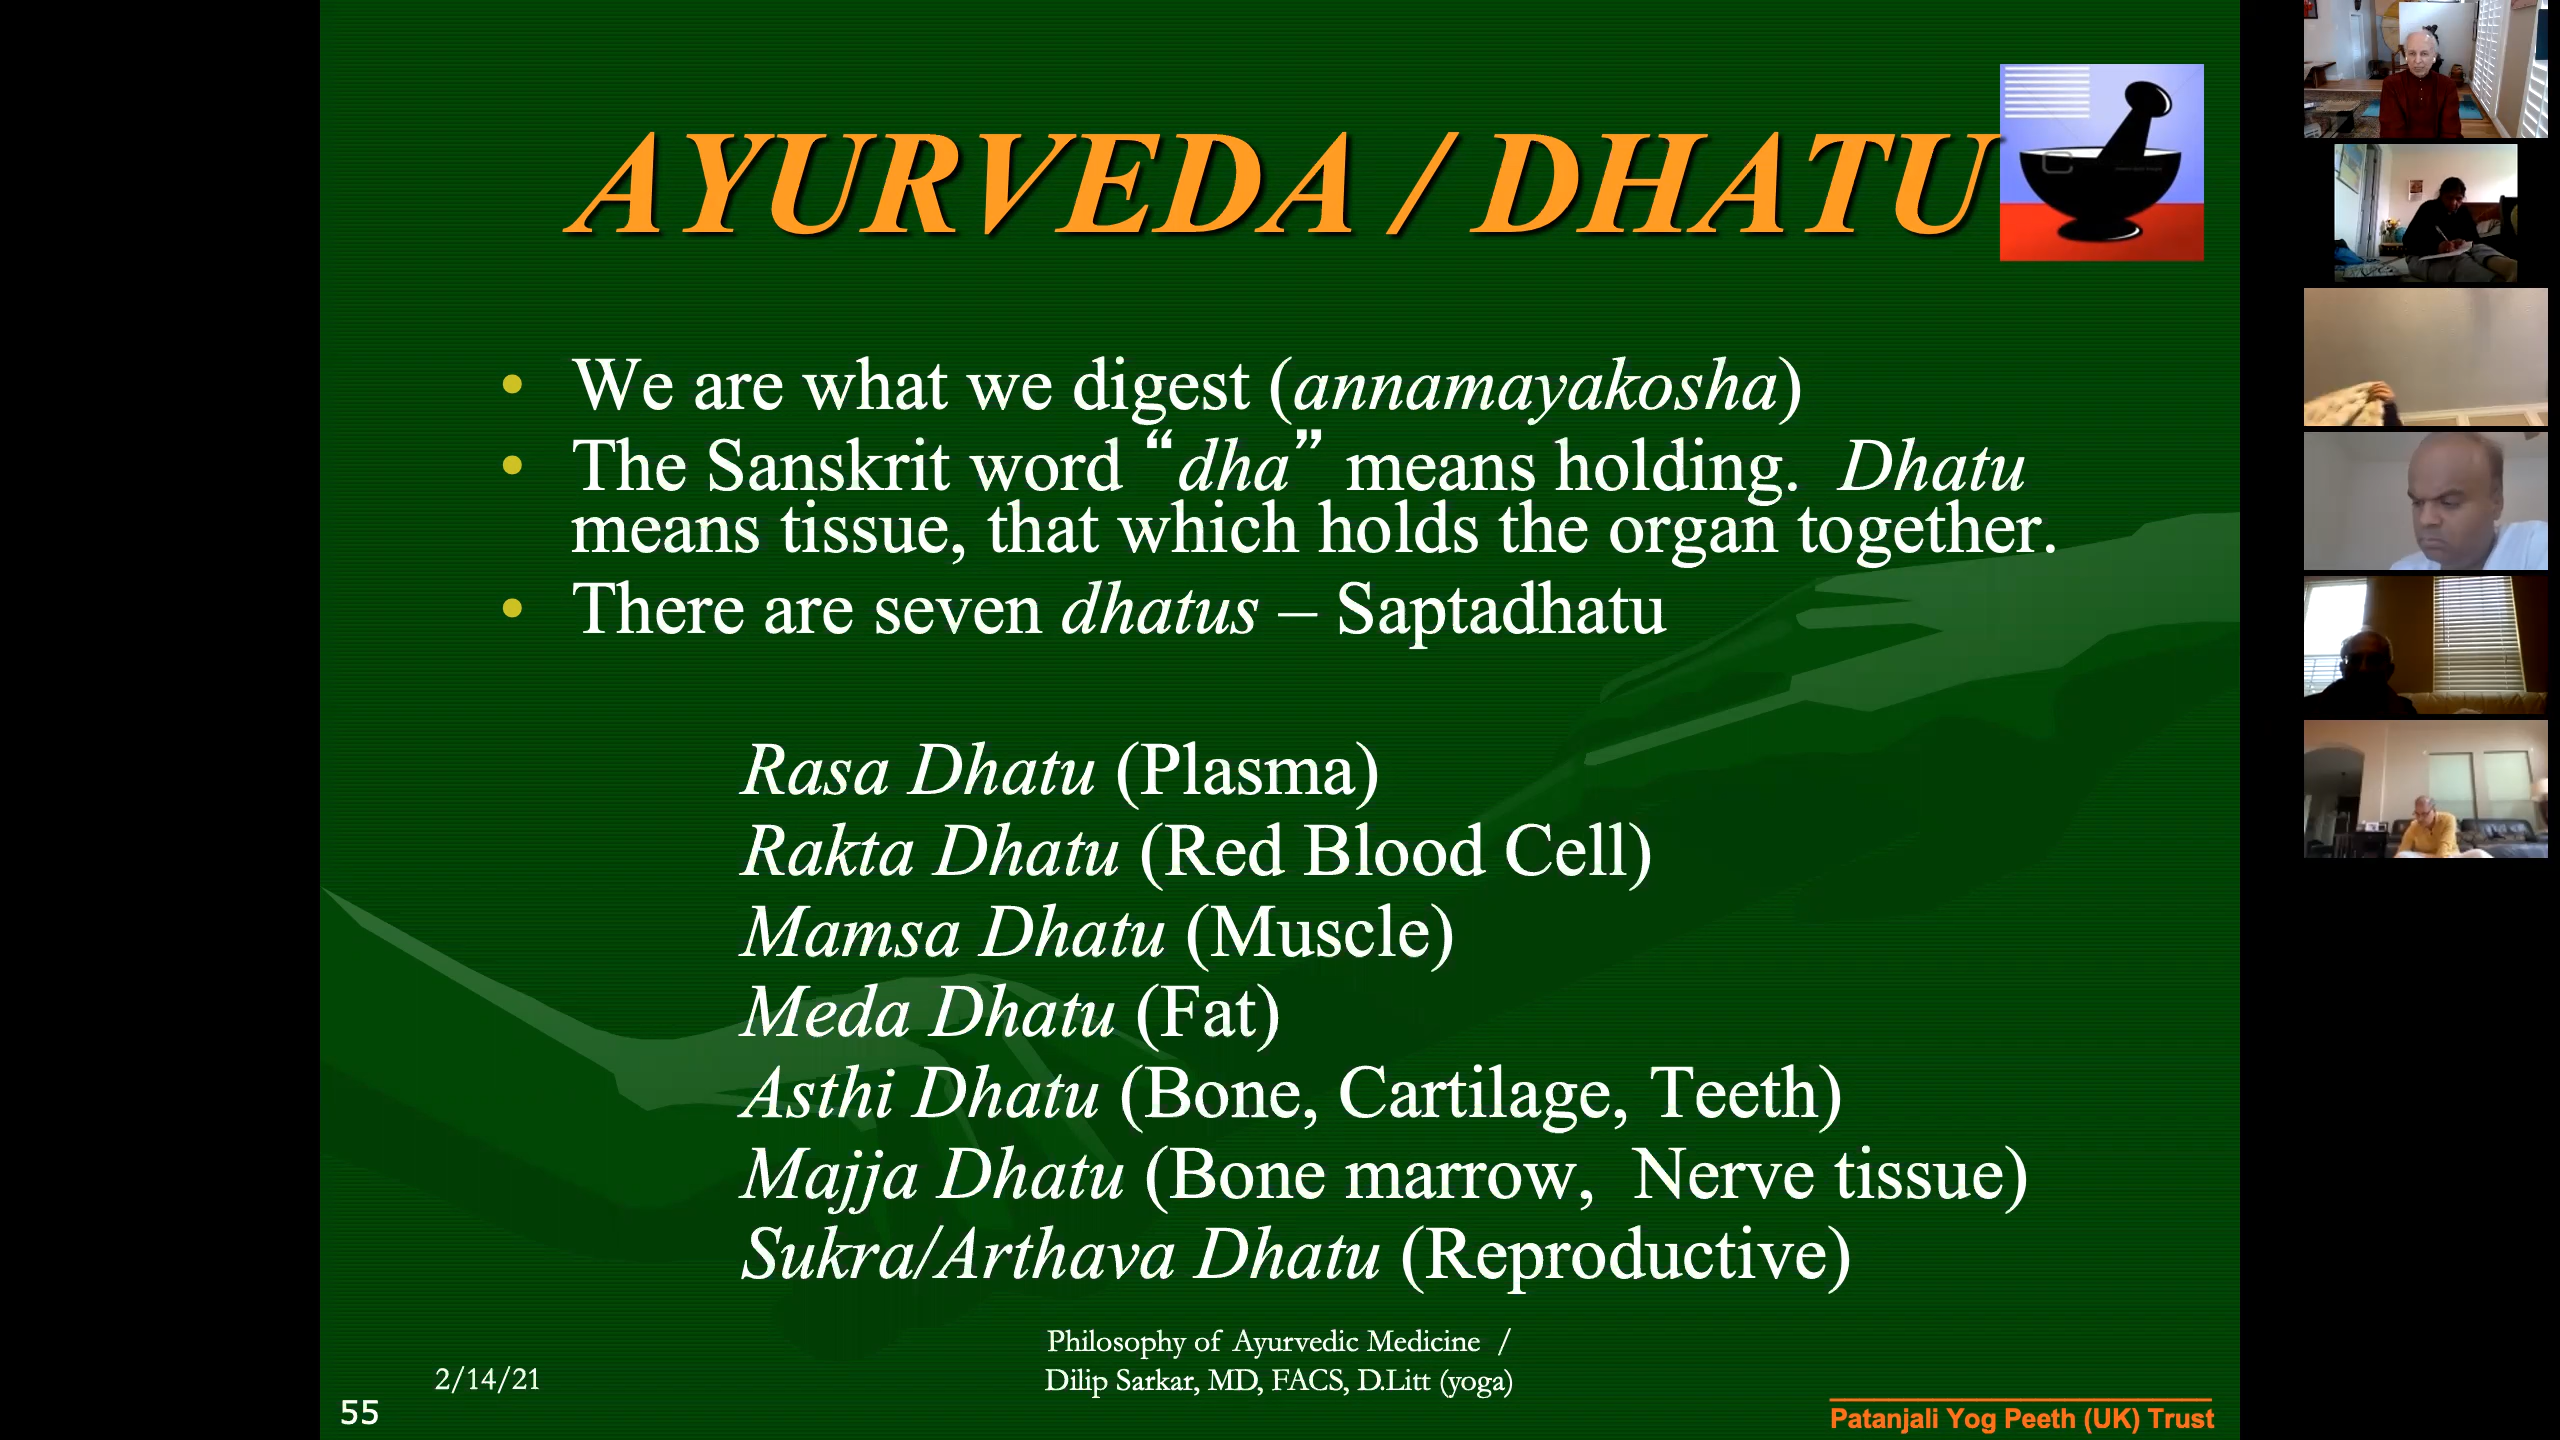 AYURVEDA / DHATU
• We are what we digest (annamayakosha)
• The Sanskrit word “dha” means holding. Dhatu
means tissue, that which holds the organ together.
• There are seven dhatus – Saptadhatu
Rasa Dhatu (Plasma)
Rakta Dhatu (Red Blood Cell)
Mamsa Dhatu (Muscle)
Meda Dhatu (Fat)
Asthi Dhatu (Bone, Cartilage, Teeth)
Majja Dhatu (Bone marrow, Nerve tissue)
Sukra/Arthava Dhatu (Reproductive)
Philosophy of Ayurvedic Medicine /
Dilip Sarkar, MD, FACS, D.Litt (yoga)
2/14/21
55
Patanjali Yog Peeth (UK) Trust